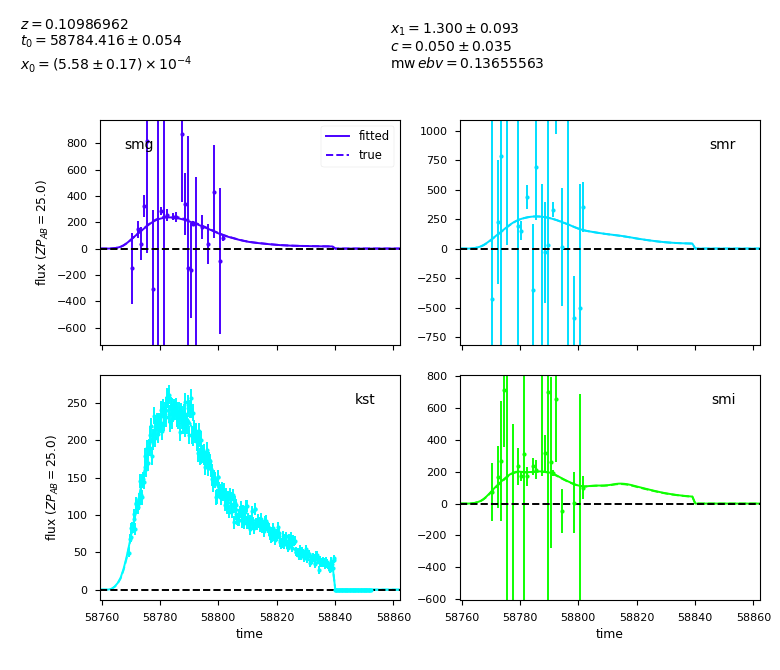 z = 0.10986962
t₀ = 58784.416 ± 0.054
x₀ = (5.58 ± 0.17) × 10⁻⁴
x₁ = 1.300 ± 0.093
c = 0.050 ± 0.035
mwebv = 0.13655563
smg
fitted
true
800
600
400
200
0
−200
−400
−600
flux (ZP_AB = 25.0)
smr
1000
750
500
250
0
−250
−500
−750
kst
250
200
150
100
50
0
flux (ZP_AB = 25.0)
58760 58780 58800 58820 58840 58860
time
smi
800
600
400
200
0
−200
−400
−600
58760 58780 58800 58820 58840 58860
time